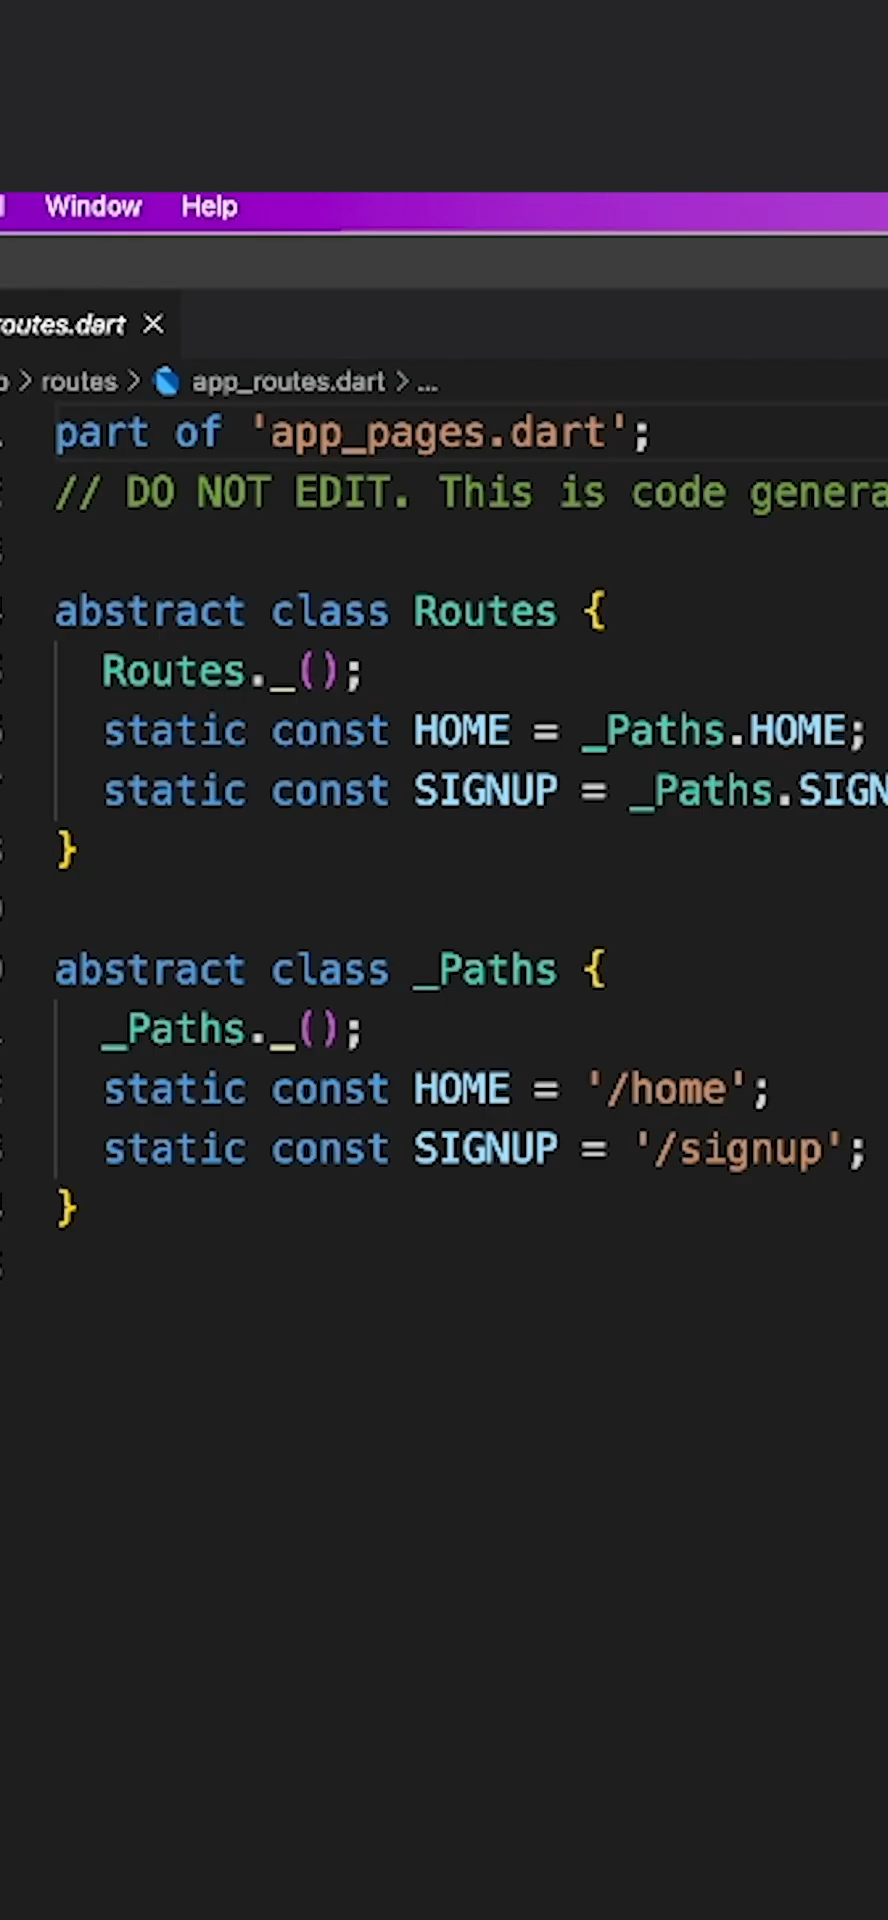 Window Help
routes.dart
routes > app_routes.dart > ...
part of 'app_pages.dart';
// DO NOT EDIT. This is code genera
abstract class Routes {
Routes._();
static const HOME = _Paths.HOME;
static const SIGNUP = _Paths.SIGN
}
abstract class _Paths {
_Paths._();
static const HOME = '/home';
static const SIGNUP = '/signup';
}